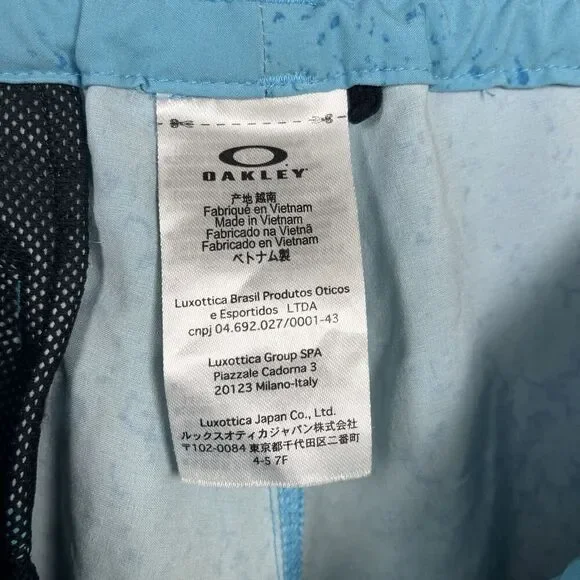 OAKLEY
产地 越南
Fabriqué en Vietnam
Made in Vietnam
Fabricado na Vietnã
Fabricado en Vietnam
ベトナム製
Luxottica Brasil Produtos Oticos
e Esportidos LTDA
cnpj 04.692.027/0001-43
Luxottica Group SPA
Piazzale Cadorna 3
20123 Milano-Italy
Luxottica Japan Co., Ltd.
ルックスオティカジャパン株式会社
〒102-0084 東京都千代田区二番町
4-5 7F